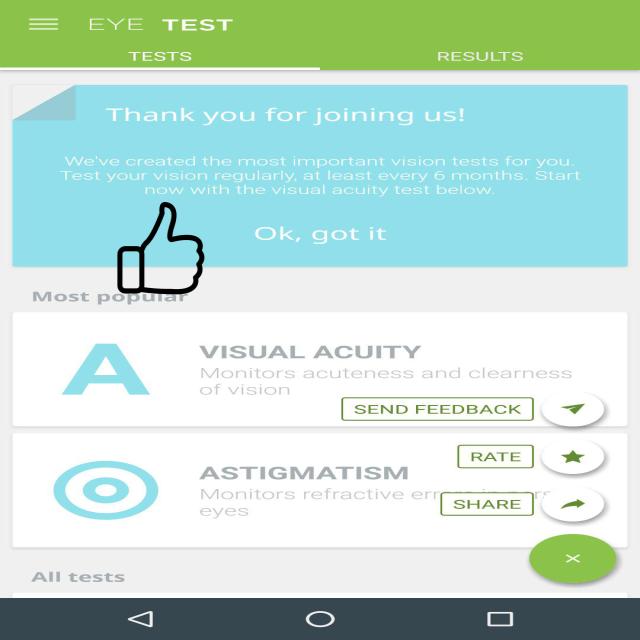 EYE TEST
TESTS
RESULTS
Thank you for joining us!
We've created the most important vision tests for you.
Test your vision regularly, at least every 6 months. Start
now with the visual acuity test below.
Ok, got it
Most popular
A
VISUAL ACUITY
Monitors acuteness and clearness
of vision
SEND FEEDBACK
RATE
ASTIGMATISM
Monitors refractive
eyes
SHARE
All tests